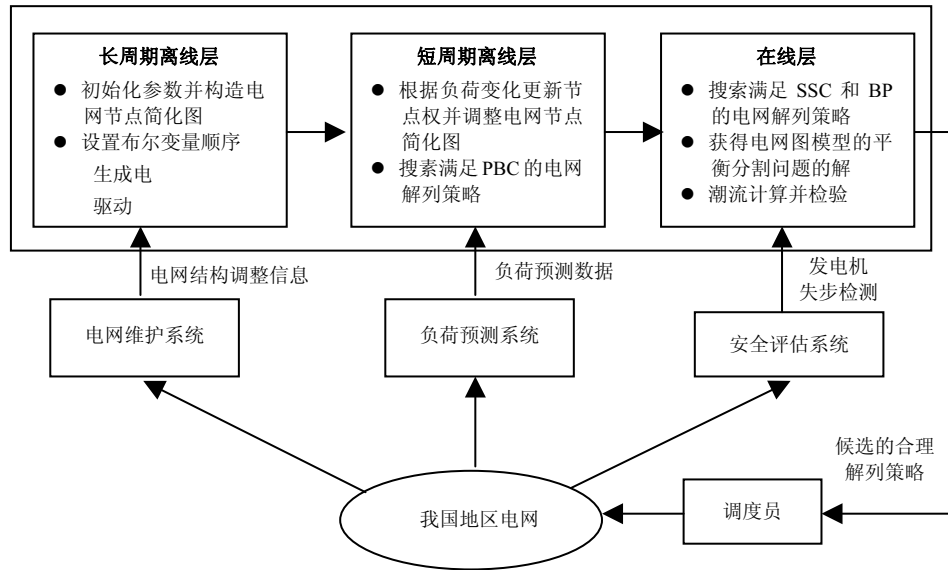 长周期离线层
● 初始化参数并构造电
网节点简化图
● 设置布尔变量顺序
生成电
驱动
短周期离线层
● 根据负荷变化更新节
点权并调整电网节点
简化图
● 搜素满足 PBC 的电网
解列策略
在线层
● 搜索满足 SSC 和 BP
的电网解列策略
● 获得电网图模型的平
衡分割问题的解
● 潮流计算并检验
电网结构调整信息
负荷预测数据
发电机
失步检测
电网维护系统
负荷预测系统
安全评估系统
候选的合理
解列策略
我国地区电网
调度员